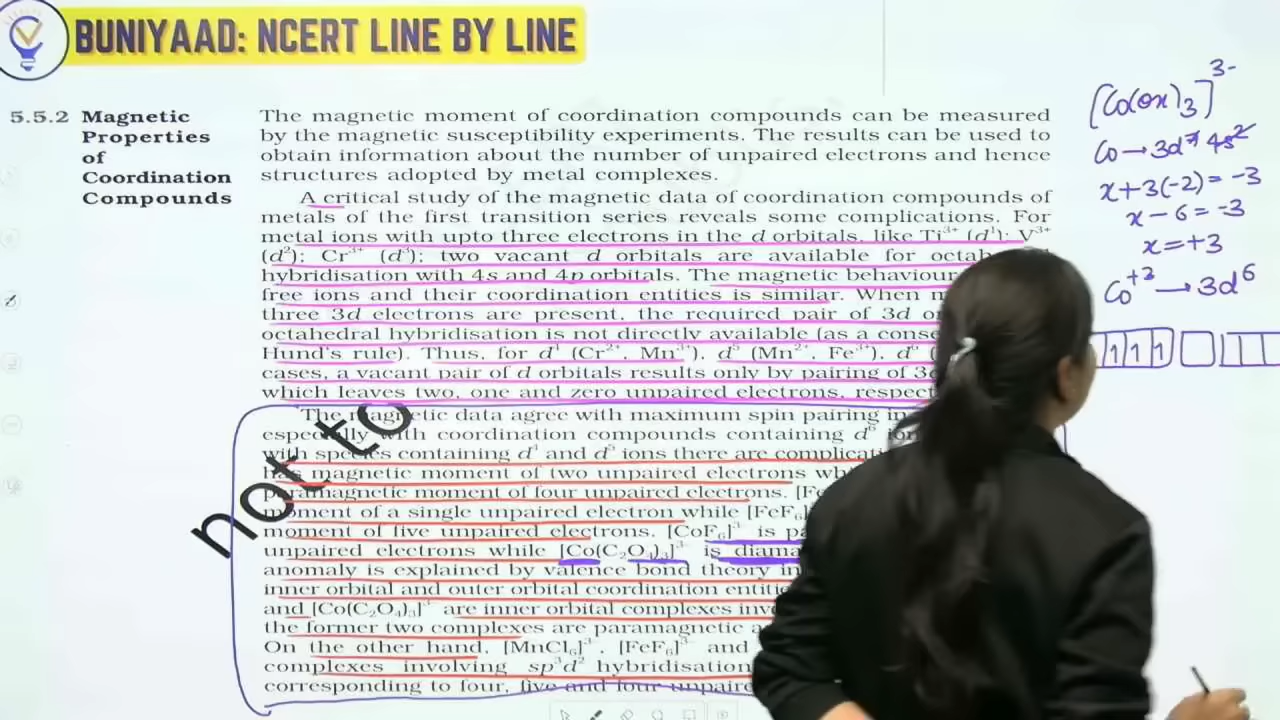 BUNIYAAD: NCERT LINE BY LINE
5.5.2 Magnetic Properties of Coordination Compounds
The magnetic moment of coordination compounds can be measured
by the magnetic susceptibility experiments. The results can be used to
obtain information about the number of unpaired electrons and hence
structures adopted by metal complexes.
A critical study of the magnetic data of coordination compounds of
metals of the first transition series reveals some complications. For
metal ions with upto three electrons in the d orbitals, like Ti³⁺ (d¹); V³⁺
(d²); Cr³⁺ (d³); two vacant d orbitals are available for
hybridisation with 4s and 4p orbitals. The magnetic
free ions and their coordination entities is similar. When
three 3d electrons are present, the required pair of 3d
octahedral hybridisation is not directly available (as a
Hund's rule). Thus, for d⁴ (Cr²⁺, Mn³⁺), d⁵ (Mn²⁺, Fe³⁺), d⁶
cases, a vacant pair of d orbitals results only by pairing of
which leaves two, one and zero unpaired electrons,
The magnetic data agree with maximum spin pairing in
especially with coordination compounds containing d⁶
with species containing d⁴ and d⁵ ions there are
has magnetic moment of two unpaired electrons
paramagnetic moment of four unpaired electrons.
moment of a single unpaired electron while [FeF₆]
moment of five unpaired electrons. [CoF₆]³⁻ is
unpaired electrons while [Co(C₂O₄)₃]³⁻ is
anomaly is explained by valence bond theory in
inner orbital and outer orbital coordination
and [Co(C₂O₄)₃]³⁻ are inner orbital complexes
the former two complexes are paramagnetic
On the other hand, [MnCl₆]³⁻, [FeF₆]³⁻ and
complexes involving sp³d² hybridisation
corresponding to four, five and four
not to
[Co(ox)₃]³⁻
Co → 3d⁷ 4s²
x+3(-2) = -3
x - 6 = -3
x = +3
Co⁺³ → 3d⁶
1 1 1